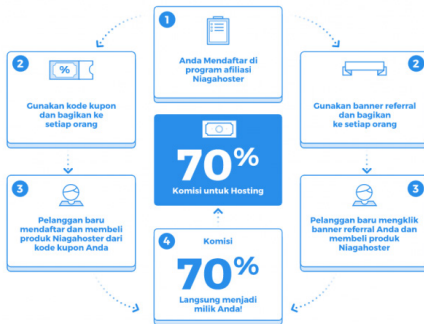 1
Anda Mendaftar di
program afiliasi
Niagahoster
2
%
Gunakan kode kupon
dan bagikan ke
setiap orang
2
Gunakan banner referral
dan bagikan
ke setiap orang
70%
Komisi untuk Hosting
3
Pelanggan baru
mendaftar dan membeli
produk Niagahoster dari
kode kupon Anda
3
Pelanggan baru mengklik
banner referral Anda dan
membeli produk
Niagahoster
4
Komisi
70%
Langsung menjadi
milik Anda!